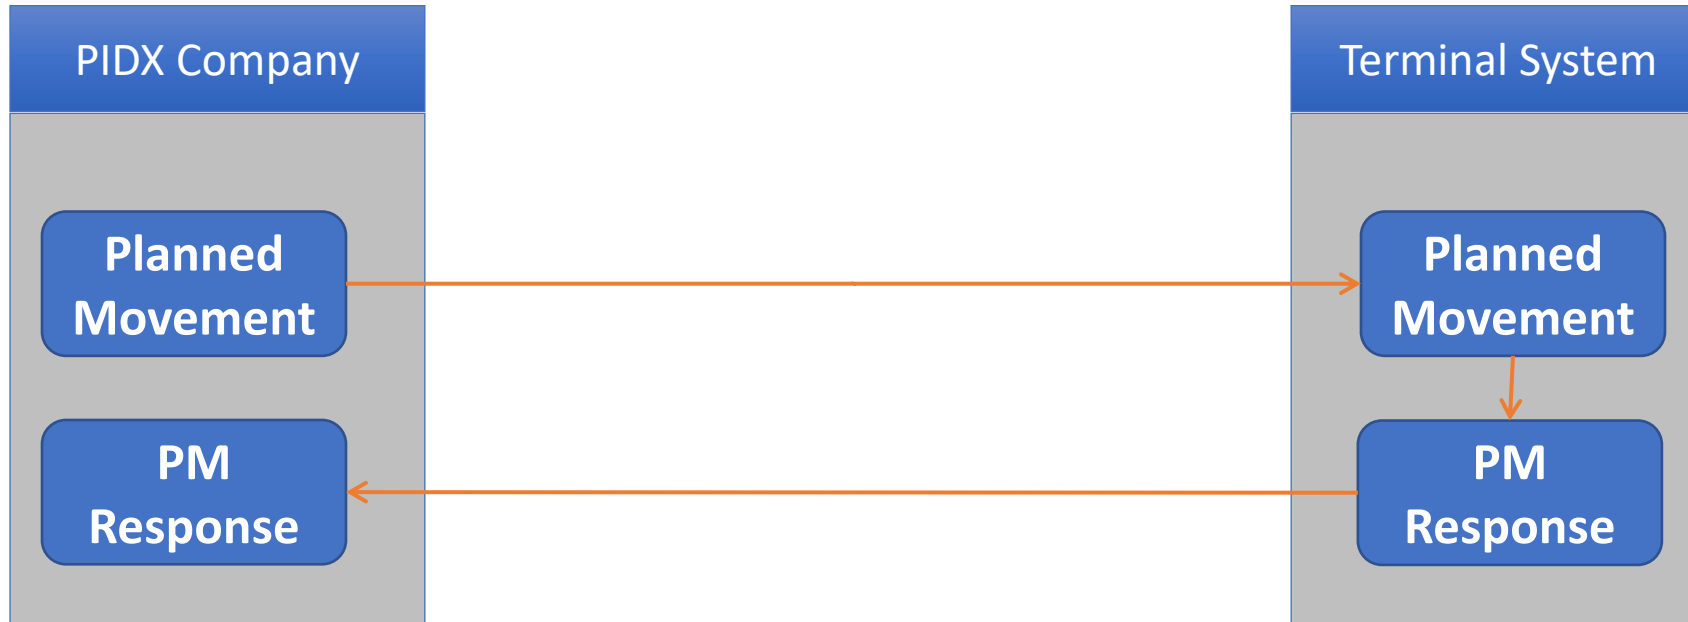 PIDX Company
Terminal System
Planned
Movement
Planned
Movement
PM
Response
PM
Response